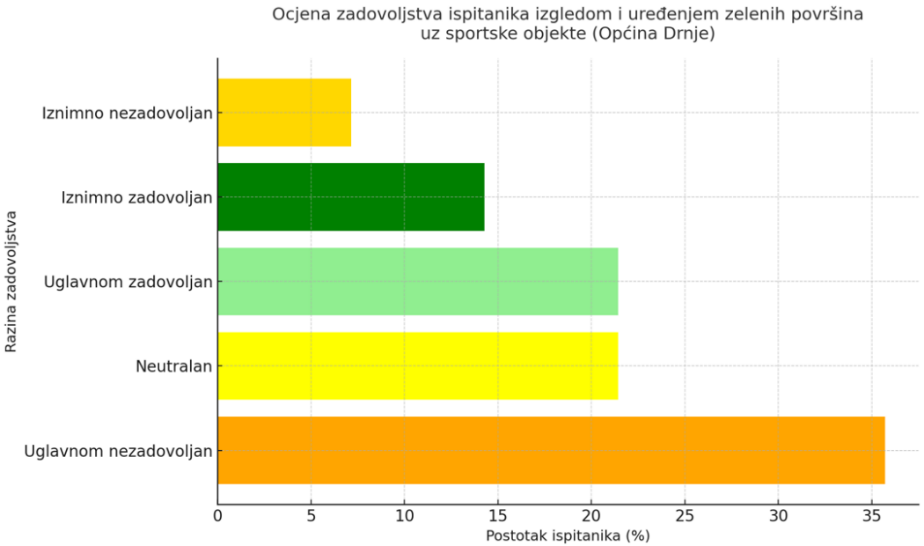 Ocjena zadovoljstva ispitanika izgledom i uređenjem zelenih površina
uz sportske objekte (Općina Drnje)
Razina zadovoljstva
Iznimno nezadovoljan
Iznimno zadovoljan
Uglavnom zadovoljan
Neutralan
Uglavnom nezadovoljan
0 5 10 15 20 25 30 35
Postotak ispitanika (%)